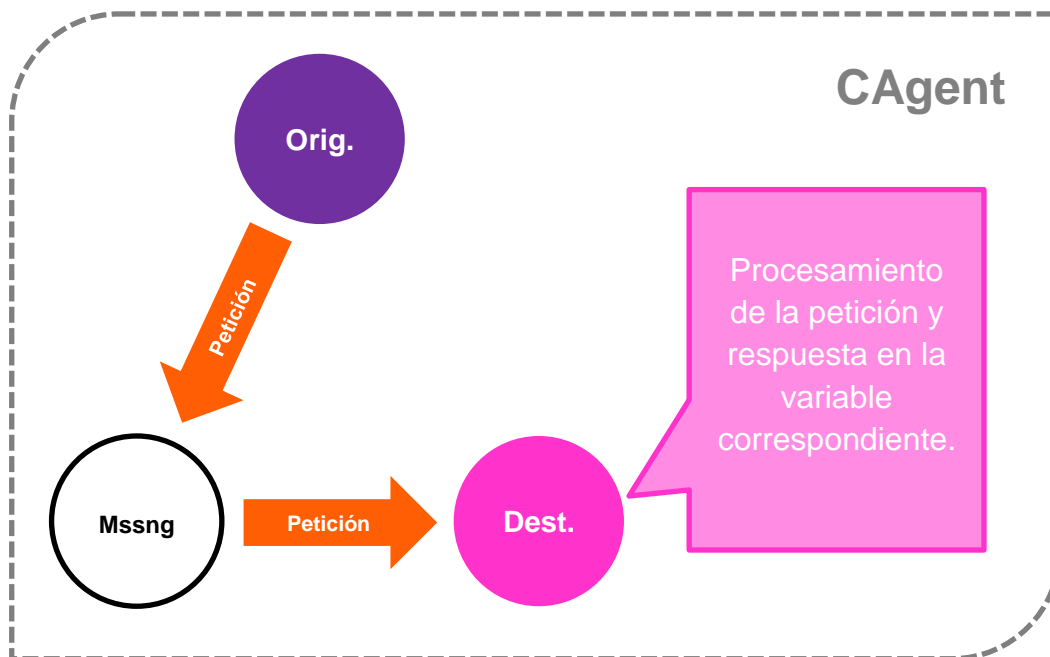 CAgent
Orig.
Petición
Procesamiento
de la petición y
respuesta en la
variable
correspondiente.
Mssng
Petición
Dest.